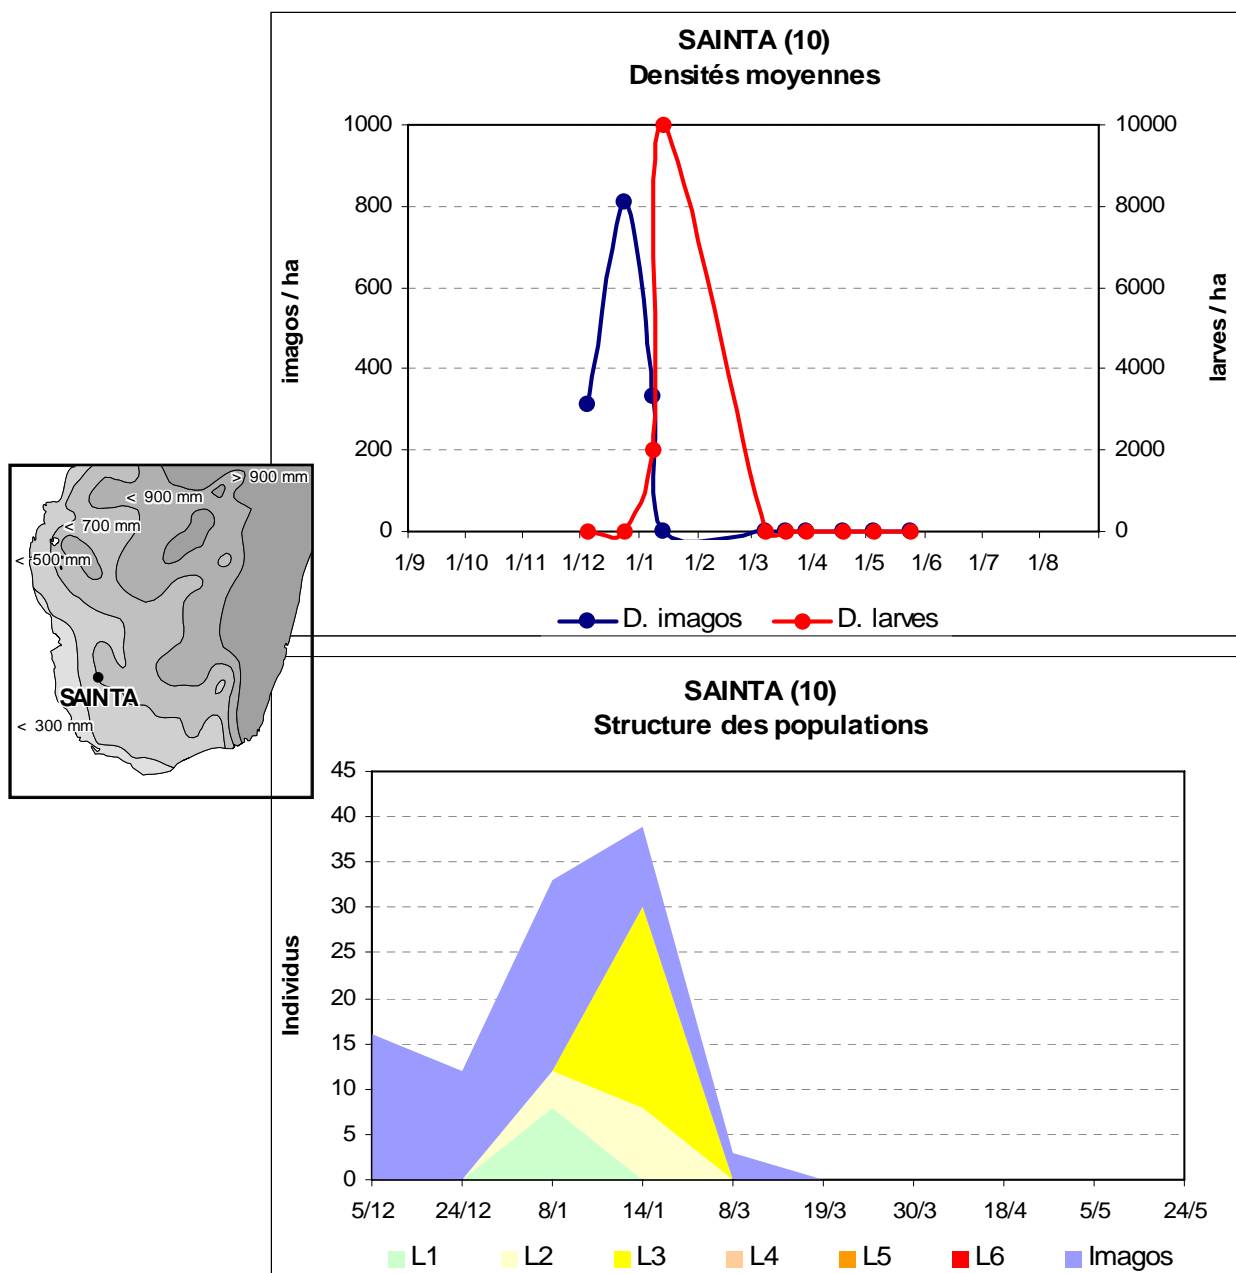 SAINTA (10)
Densités moyennes
imagos / ha
larves / ha
1000
800
600
400
200
0
10000
8000
6000
4000
2000
0
1/9 1/10 1/11 1/12 1/1 1/2 1/3 1/4 1/5 1/6 1/7 1/8
D. imagos D. larves
> 900 mm
< 900 mm
< 700 mm
< 500 mm
SAINTA
< 300 mm
SAINTA (10)
Structure des populations
Individus
45
40
35
30
25
20
15
10
5
0
5/12 24/12 8/1 14/1 8/3 19/3 30/3 18/4 5/5 24/5
L1 L2 L3 L4 L5 L6 Imagos